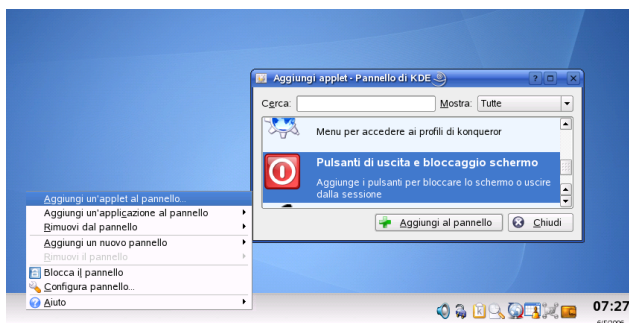 Aggiungi applet - Pannello di KDE
Cerca:
Mostra: Tutte
Menu per accedere ai profili di konqueror
Pulsanti di uscita e bloccaggio schermo
Aggiunge i pulsanti per bloccare lo schermo o uscire
dalla sessione
Aggiungi al pannello
Chiudi
Aggiungi un'applet al pannello...
Aggiungi un'applicazione al pannello
Rimuovi dal pannello
Aggiungi un nuovo pannello
Rimuovi il pannello
Blocca il pannello
Configura pannello...
Aiuto
07:27